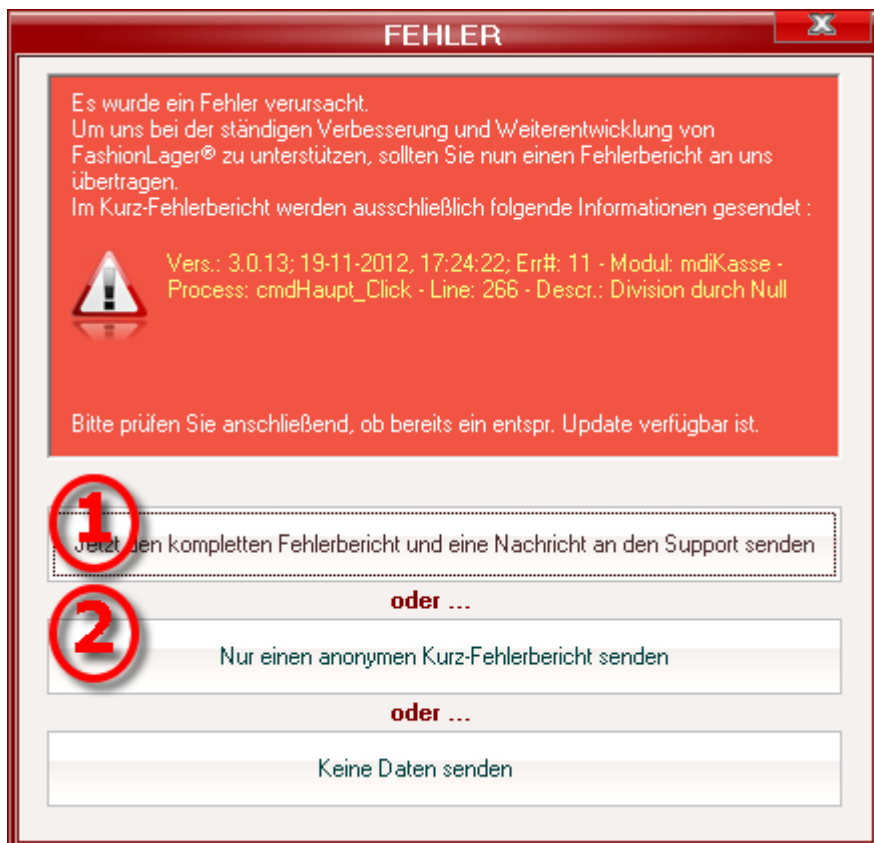 FEHLER
Es wurde ein Fehler verursacht.
Um uns bei der ständigen Verbesserung und Weiterentwicklung von
FashionLager® zu unterstützen, sollten Sie nun einen Fehlerbericht an uns
übertragen.
Im Kurz-Fehlerbericht werden ausschließlich folgende Informationen gesendet :
Vers.: 3.0.13; 19-11-2012, 17:24:22; Err#: 11 - Modul: mdiKasse -
Process: cmdHaupt_Click - Line: 266 - Descr.: Division durch Null
Bitte prüfen Sie anschließend, ob bereits ein entspr. Update verfügbar ist.
1
Jetzt den kompletten Fehlerbericht und eine Nachricht an den Support senden
oder ...
2
Nur einen anonymen Kurz-Fehlerbericht senden
oder ...
Keine Daten senden